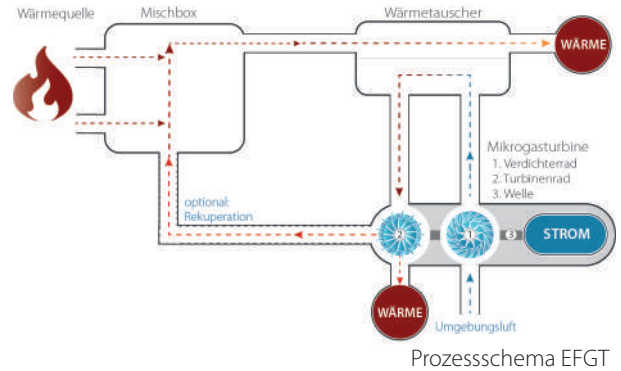 Wärmequelle
Mischbox
Wärmetauscher
WÄRME
Mikrogasturbine
1. Verdichterrad
2. Turbinenrad
3. Welle
optional:
Rekuperation
2
1
3
STROM
WÄRME
Umgebungsluft
Prozessschema EFGT